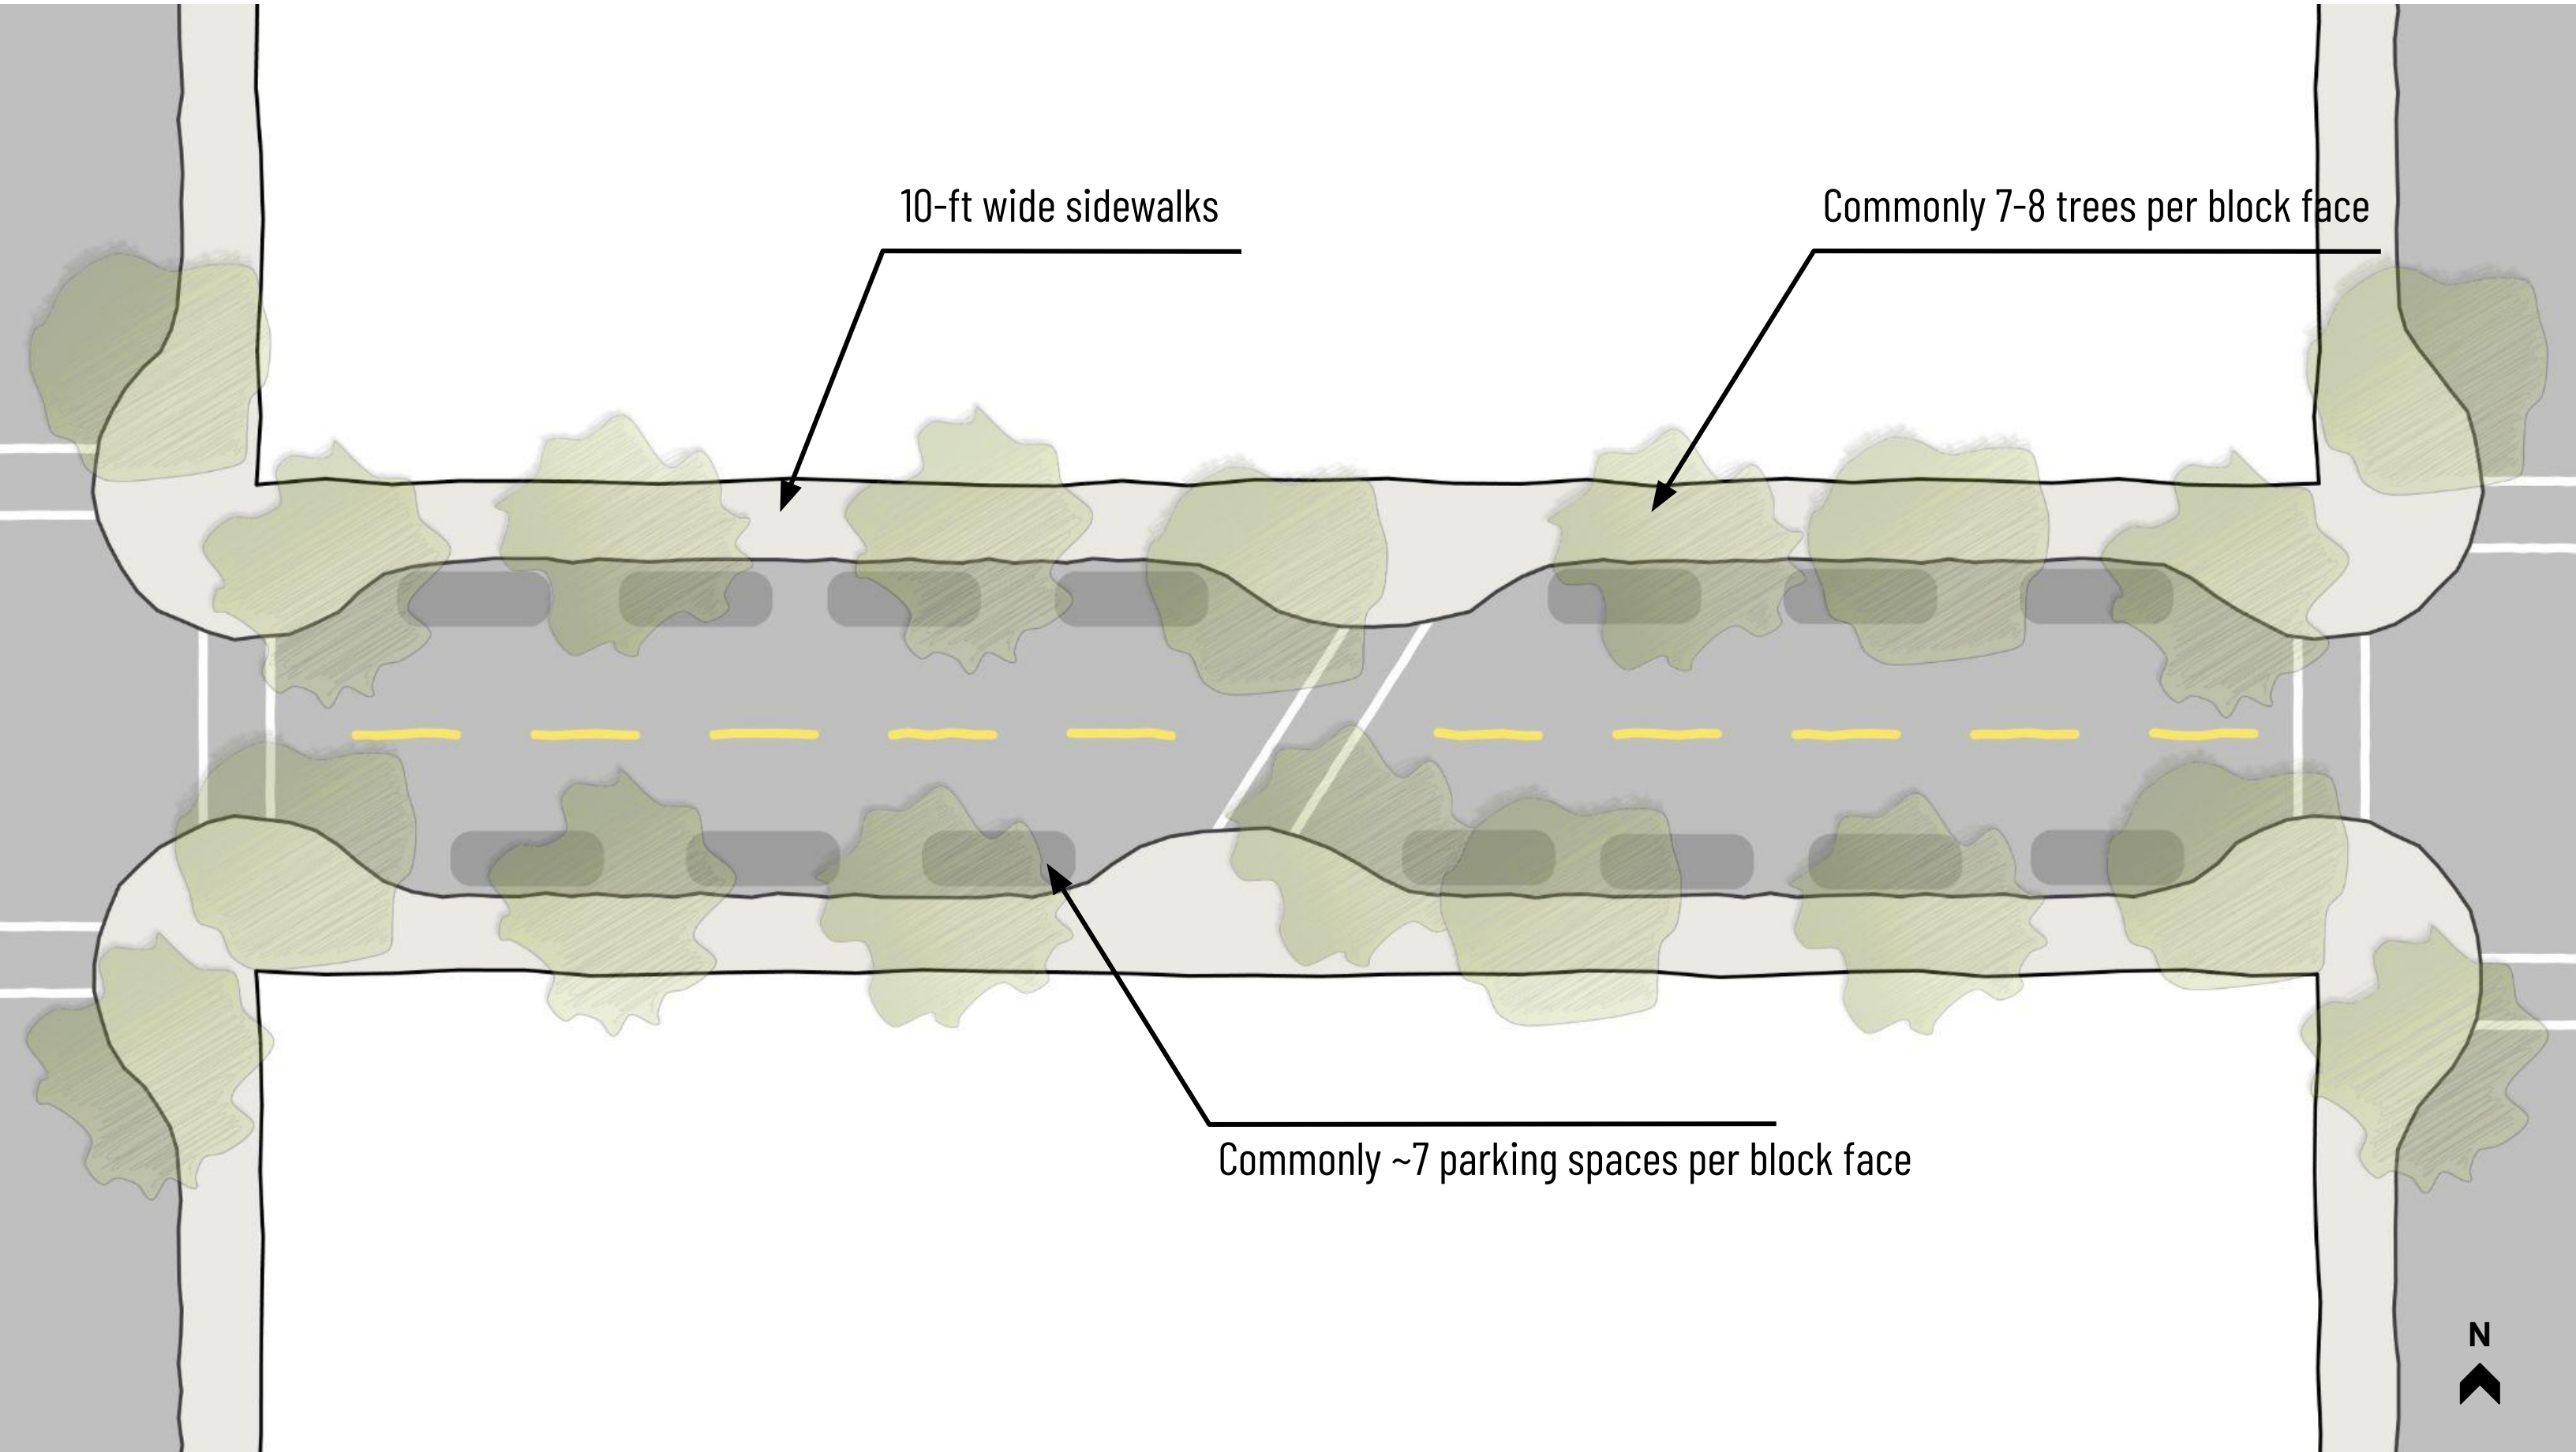 10-ft wide sidewalks
Commonly 7-8 trees per block face
Commonly ~7 parking spaces per block face
N